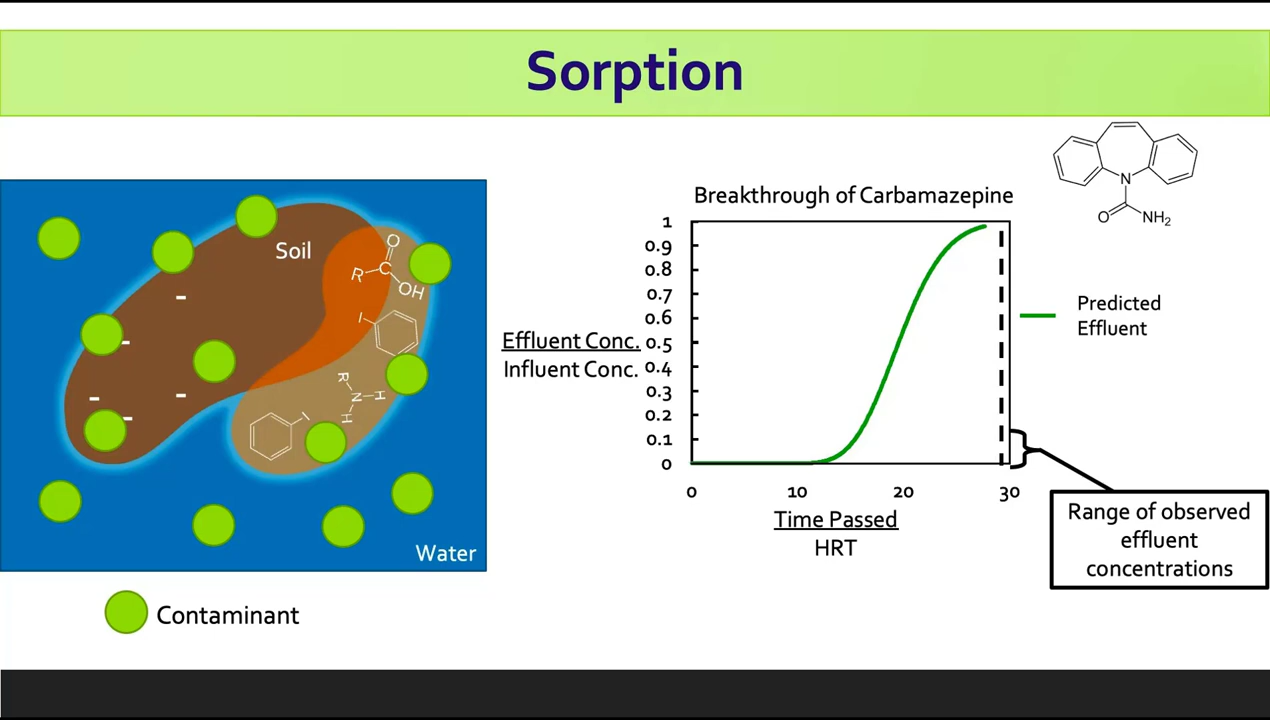 Sorption
Soil
-
-
-
-
-
R
C
O
OH
I
R
N
H
H
I
Water
Contaminant
Breakthrough of Carbamazepine
N
O
NH2
Effluent Conc.
Influent Conc.
1
0.9
0.8
0.7
0.6
0.5
0.4
0.3
0.2
0.1
0
0 10 20 30
Time Passed
HRT
Predicted
Effluent
Range of observed
effluent
concentrations